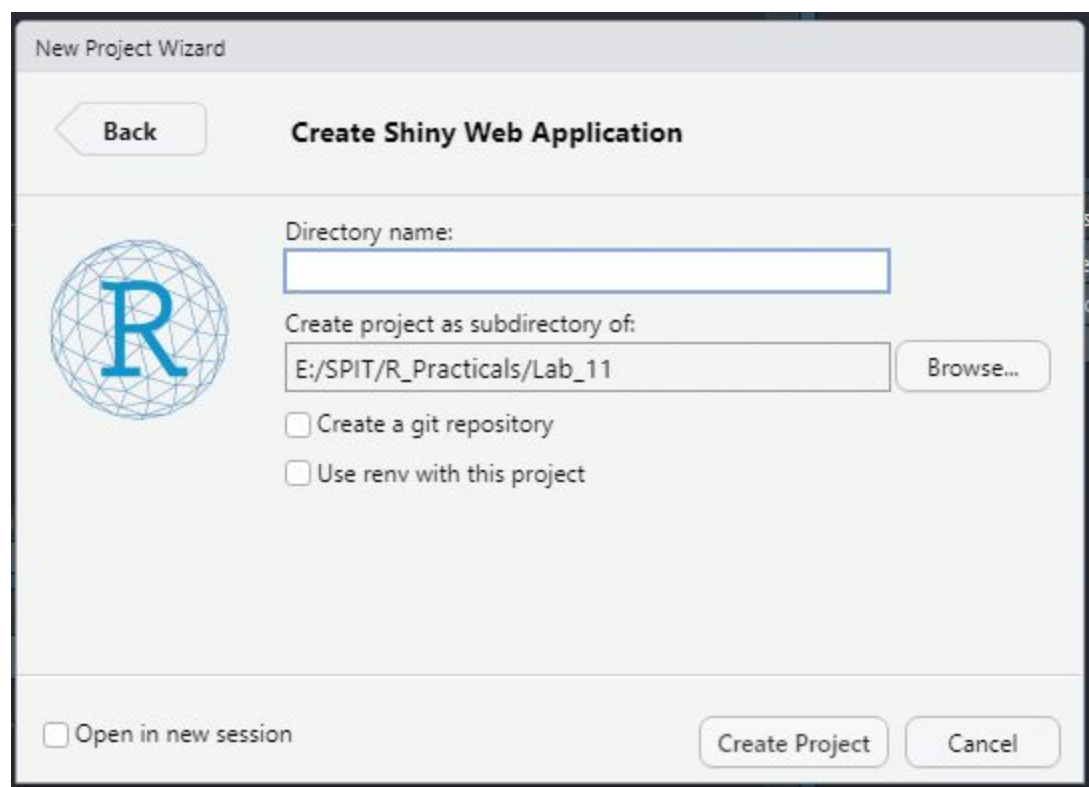 New Project Wizard
Back
Create Shiny Web Application
R
Directory name:
Create project as subdirectory of:
E:/SPIT/R_Practicals/Lab_11
Browse...
Create a git repository
Use renv with this project
Open in new session
Create Project
Cancel